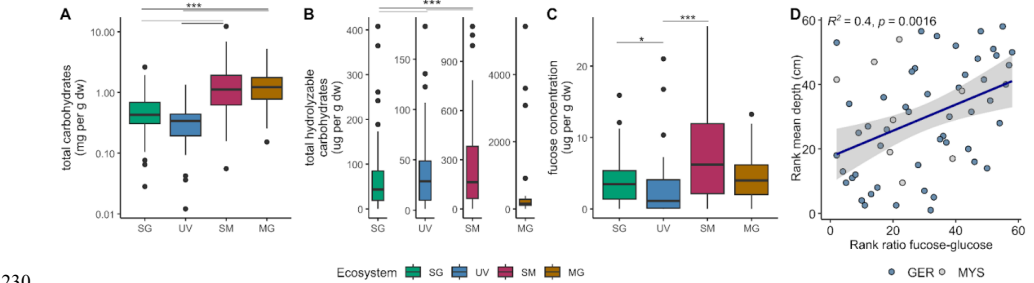 A
***
10.00
1.00
0.10
0.01
total carbohydrates
(mg per g dw)
SG UV SM MG
B
***
400
300
200
100
0
150
100
50
0
900
600
300
0
4000
2000
0
total hydrolyzable
carbohydrates
(ug per g dw)
SG UV SM MG
C
*
***
20
10
0
fucose concentration
(ug per g dw)
SG UV SM MG
D
R² = 0.4, p = 0.0016
60
40
20
0
Rank mean depth (cm)
0 20 40 60
Rank ratio fucose-glucose
Ecosystem SG UV SM MG
GER MYS
230